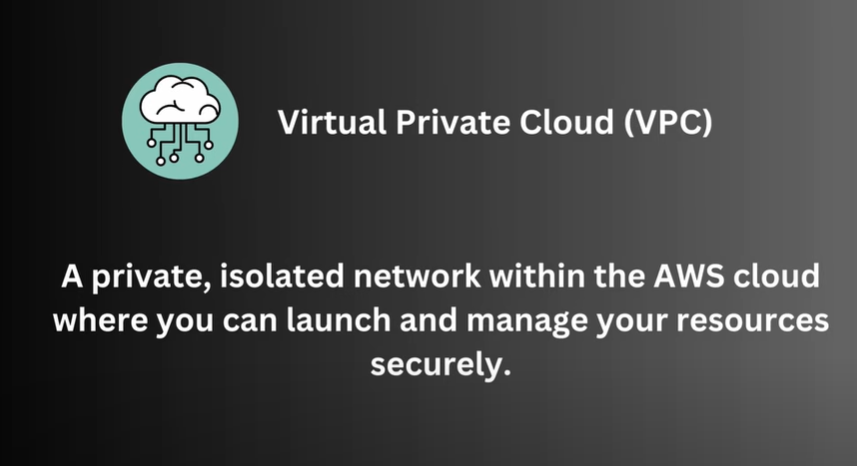 Virtual Private Cloud (VPC)
A private, isolated network within the AWS cloud
where you can launch and manage your resources
securely.